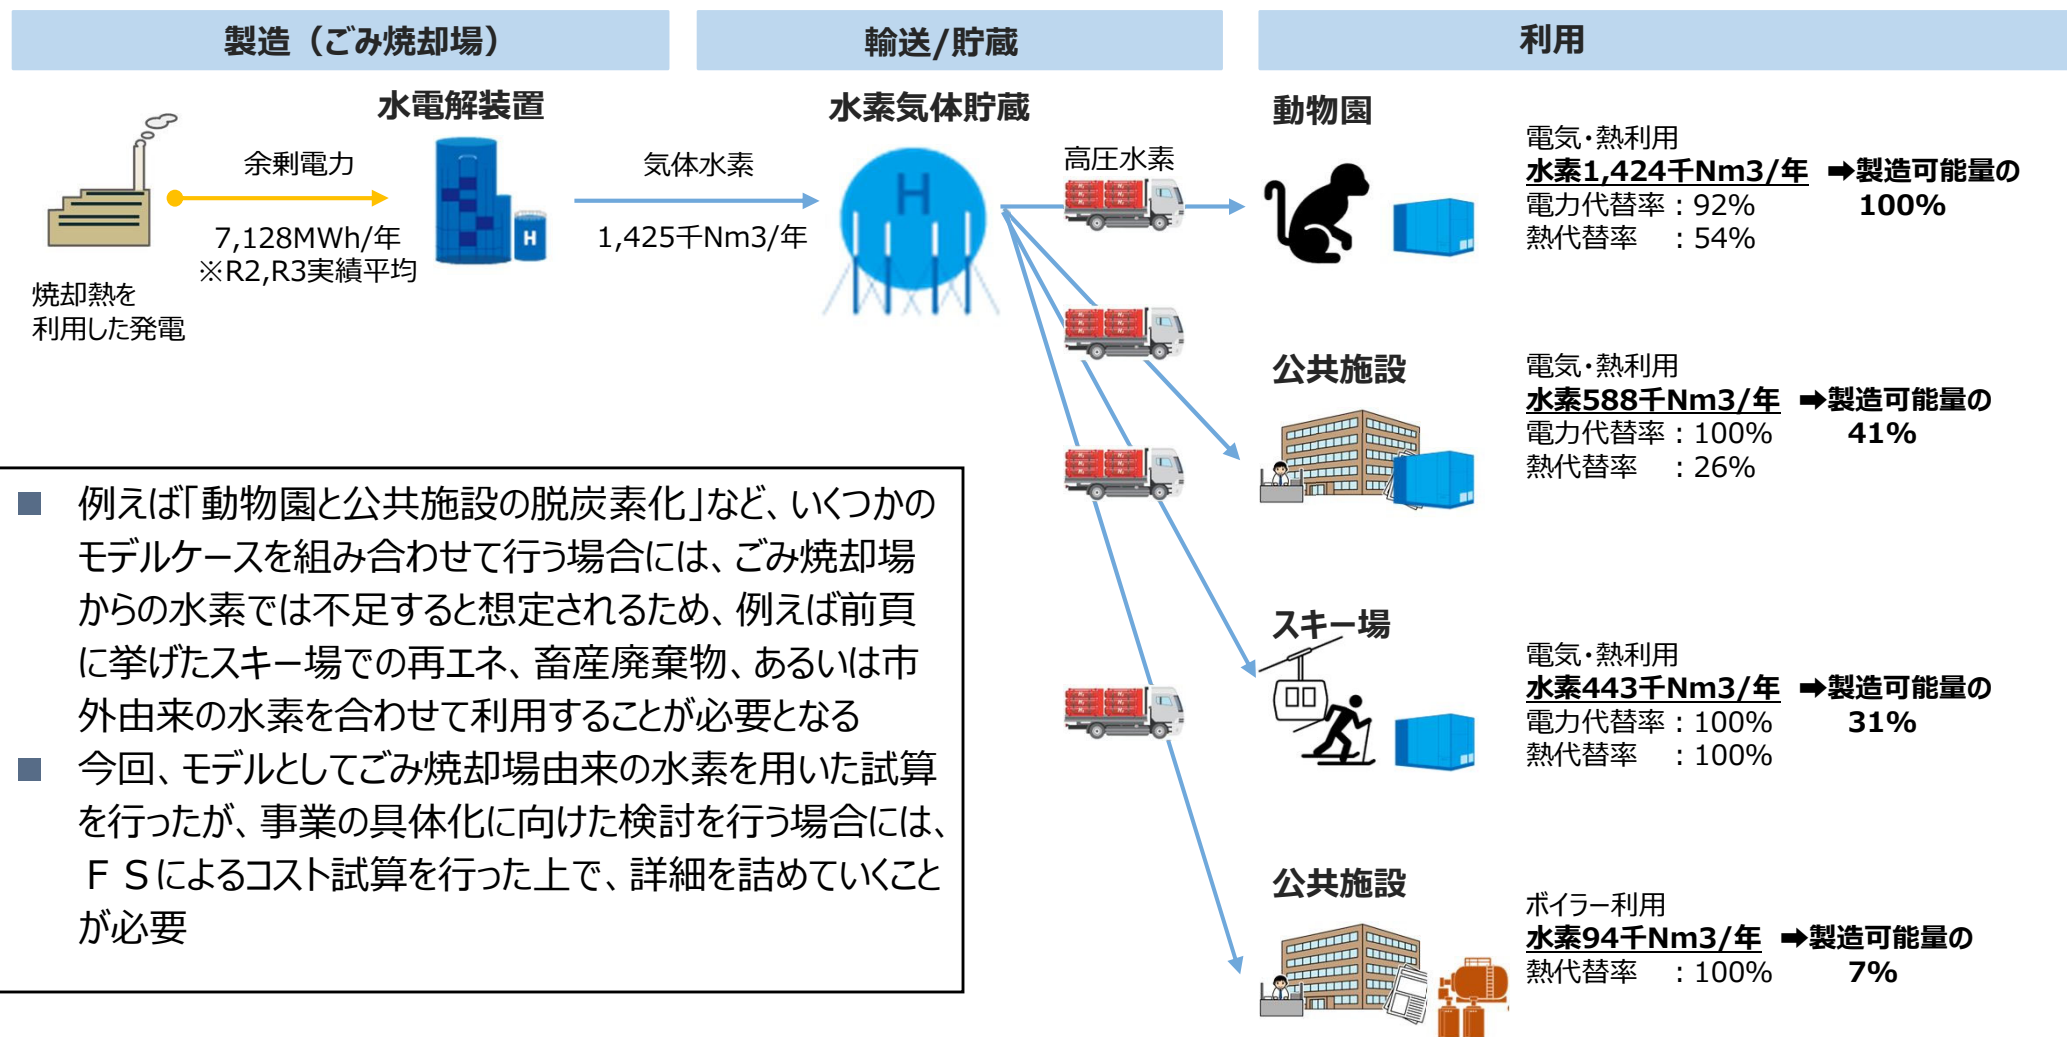 製造（ごみ焼却場）
輸送/貯蔵
利用
水電解装置
水素気体貯蔵
余剰電力
7,128MWh/年
※R2,R3実績平均
焼却熱を
利用した発電
H
気体水素
1,425千Nm3/年
H
高圧水素
動物園
電気・熱利用
水素1,424千Nm3/年 ➡製造可能量の
電力代替率：92% 100%
熱代替率 ：54%
公共施設
電気・熱利用
水素588千Nm3/年 ➡製造可能量の
電力代替率：100% 41%
熱代替率 ：26%
スキー場
電気・熱利用
水素443千Nm3/年 ➡製造可能量の
電力代替率：100% 31%
熱代替率 ：100%
公共施設
ボイラー利用
水素94千Nm3/年 ➡製造可能量の
熱代替率 ：100% 7%
■ 例えば「動物園と公共施設の脱炭素化」など、いくつかの
モデルケースを組み合わせて行う場合には、ごみ焼却場
からの水素では不足すると想定されるため、例えば前頁
に挙げたスキー場での再エネ、畜産廃棄物、あるいは市
外由来の水素を合わせて利用することが必要となる
■ 今回、モデルとしてごみ焼却場由来の水素を用いた試算
を行ったが、事業の具体化に向けた検討を行う場合には、
ＦＳによるコスト試算を行った上で、詳細を詰めていくこと
が必要